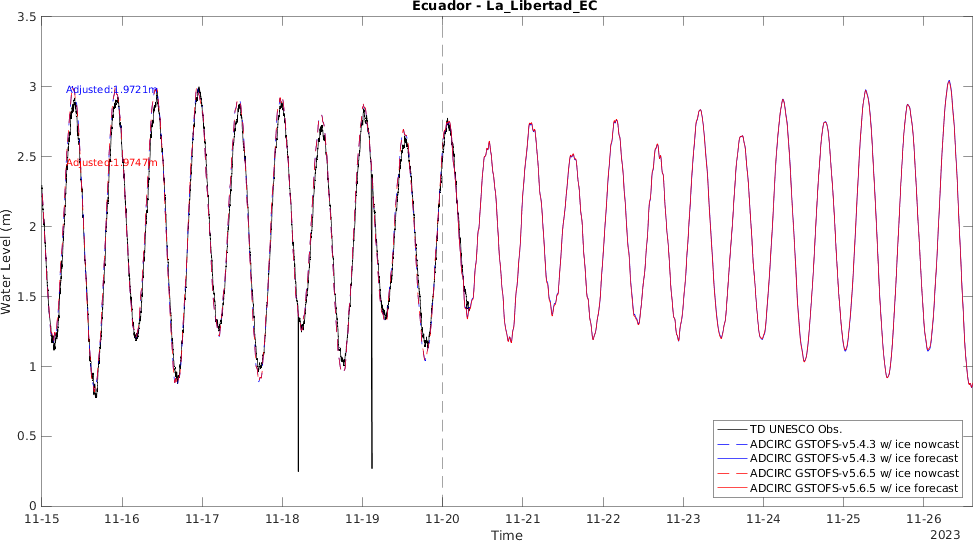 Ecuador - La_Libertad_EC
3.5
3
2.5
2
1.5
1
0.5
0
Water Level (m)
Adjusted:1.9721m
Adjusted:1.9747m
TD UNESCO Obs.
ADCIRC GSTOFS-v5.4.3 w/ ice nowcast
ADCIRC GSTOFS-v5.4.3 w/ ice forecast
ADCIRC GSTOFS-v5.6.5 w/ ice nowcast
ADCIRC GSTOFS-v5.6.5 w/ ice forecast
11-15 11-16 11-17 11-18 11-19 11-20 11-21 11-22 11-23 11-24 11-25 11-26
Time
2023